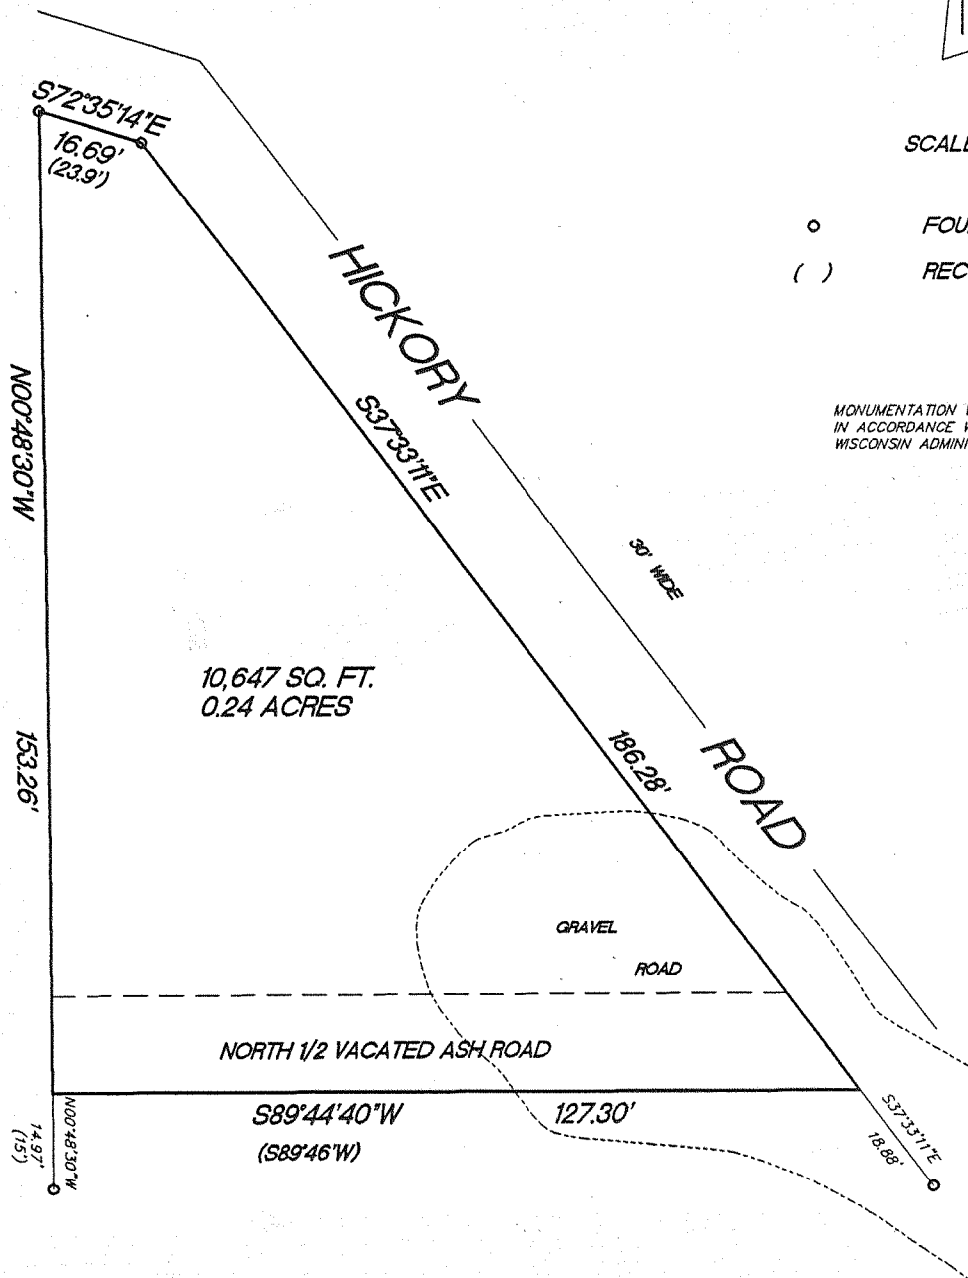 S72°35'14"E
16.69'
(23.9')
SCALE
FOU
( ) REC
HICKORY
MONUMENTATION
IN ACCORDANCE W
WISCONSIN ADMINI
N00°48'30"W
S37°33'11"E
30' WIDE
10,647 SQ. FT.
0.24 ACRES
153.26'
186.28'
ROAD
GRAVEL
ROAD
NORTH 1/2 VACATED ASH ROAD
S89°44'40"W
127.30'
(S89°46'W)
N00°48'30"W
14.97'
(15')
S37°33'11"E
18.88'